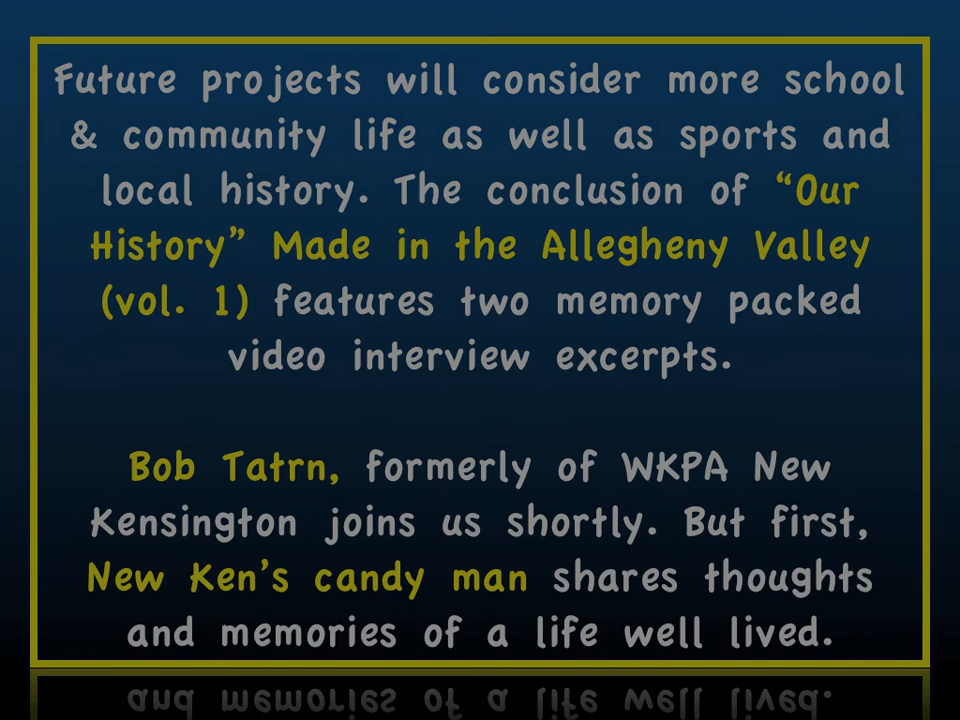 Future projects will consider more school
& community life as well as sports and
local history. The conclusion of “Our
History” Made in the Allegheny Valley
(vol. 1) features two memory packed
video interview excerpts.
Bob Tatrn, formerly of WKPA New
Kensington joins us shortly. But first,
New Ken’s candy man shares thoughts
and memories of a life well lived.